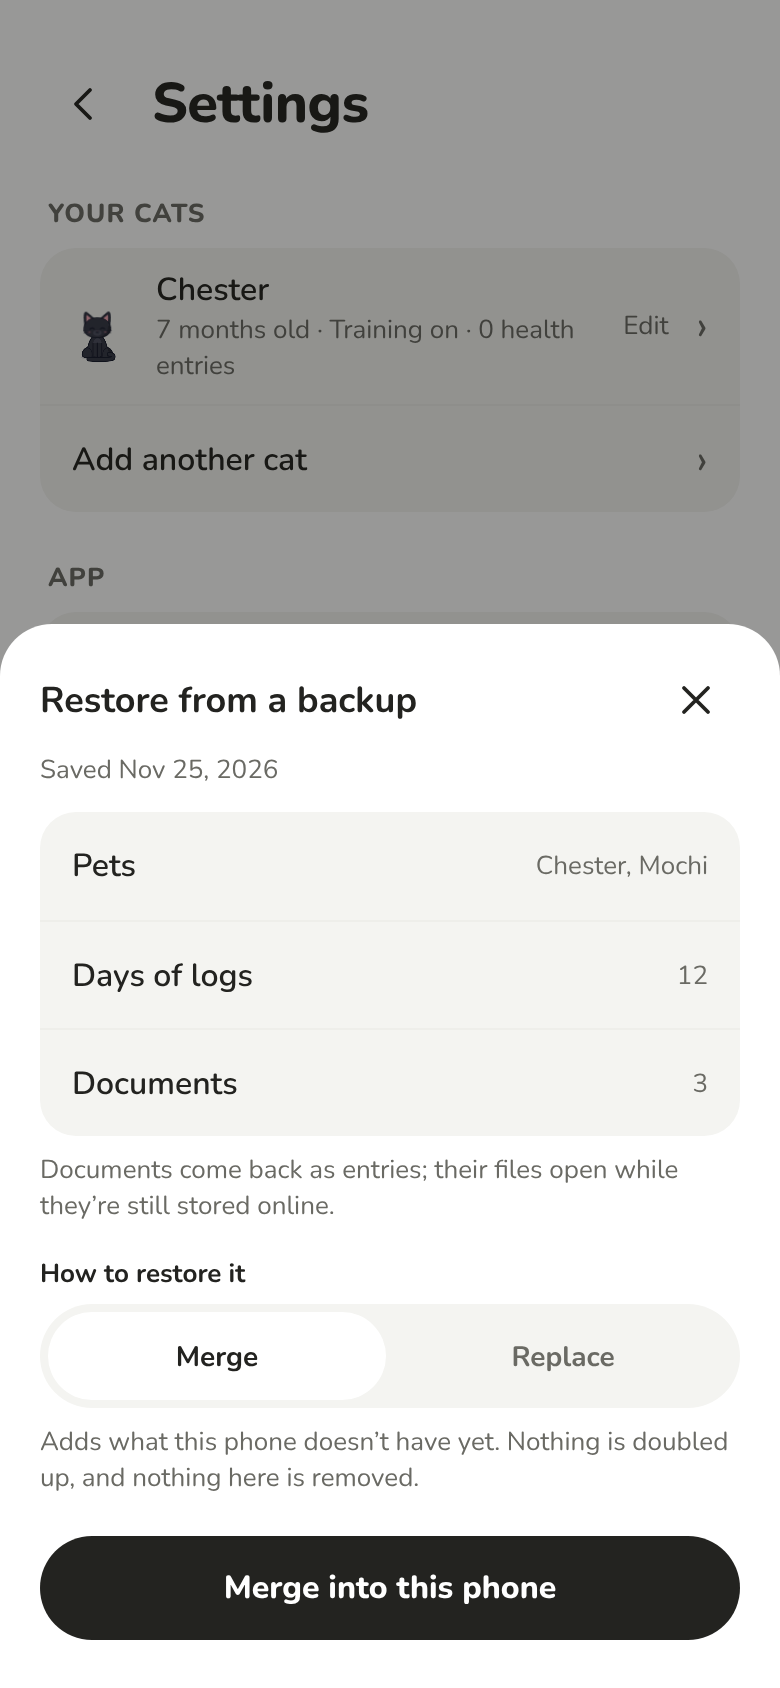 Settings
YOUR CATS
Chester
7 months old · Training on · 0 health
entries
Edit ›
Add another cat ›
APP
Restore from a backup
Saved Nov 25, 2026
Pets Chester, Mochi
Days of logs 12
Documents 3
Documents come back as entries; their files open while
they’re still stored online.
How to restore it
Merge Replace
Adds what this phone doesn’t have yet. Nothing is doubled
up, and nothing here is removed.
Merge into this phone